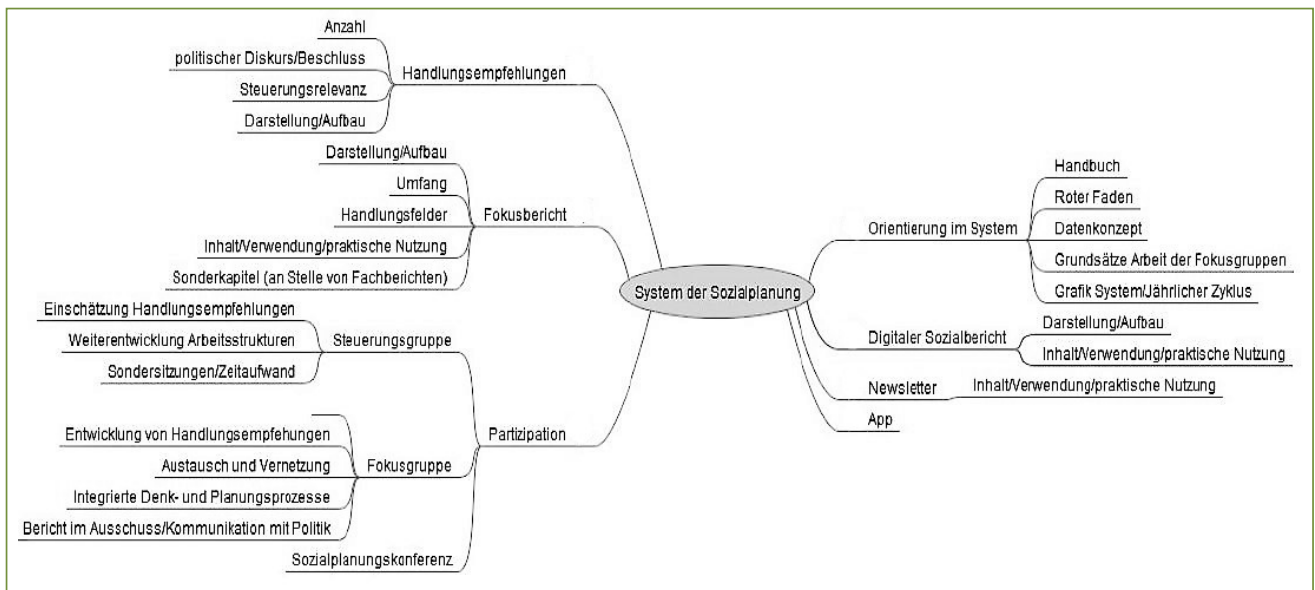 Anzahl
politischer Diskurs/Beschluss
Steuerungsrelevanz
Darstellung/Aufbau
Handlungsempfehlungen
Darstellung/Aufbau
Umfang
Handlungsfelder
Inhalt/Verwendung/praktische Nutzung
Sonderkapitel (an Stelle von Fachberichten)
Fokusbericht
Einschätzung Handlungsempfehlungen
Weiterentwicklung Arbeitsstrukturen
Sondersitzungen/Zeitaufwand
Steuerungsgruppe
Entwicklung von Handlungsempfehungen
Austausch und Vernetzung
Integrierte Denk- und Planungsprozesse
Bericht im Ausschuss/Kommunikation mit Politik
Fokusgruppe
Sozialplanungskonferenz
Partizipation
System der Sozialplanung
Orientierung im System
Handbuch
Roter Faden
Datenkonzept
Grundsätze Arbeit der Fokusgruppen
Grafik System/Jährlicher Zyklus
Digitaler Sozialbericht
Darstellung/Aufbau
Inhalt/Verwendung/praktische Nutzung
Newsletter
Inhalt/Verwendung/praktische Nutzung
App